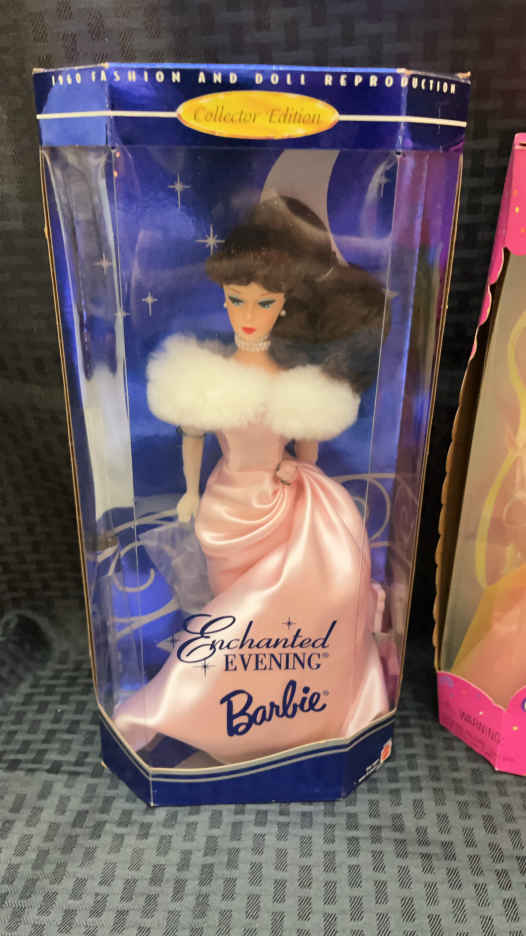 1960 FASHION AND DOLL REPRODUCTION
Collector Edition
Enchanted
EVENING®
Barbie®
WARNING